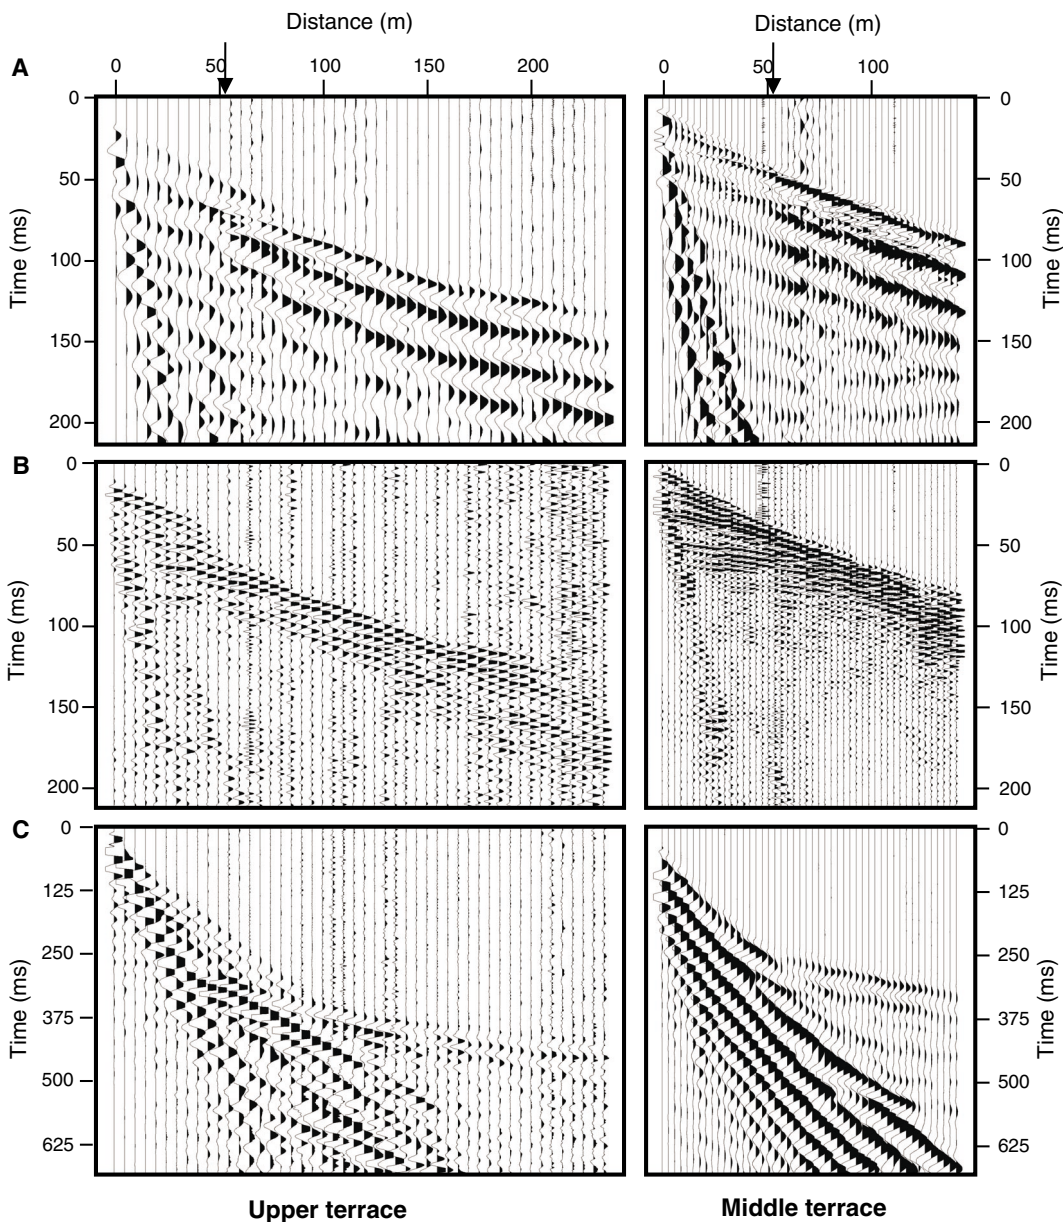 Distance (m) Distance (m)
A 0 50 100 150 200 0 50 100
0 0
50 50
100 100
150 150
200 200
Time (ms) Time (ms)
B 0 0
50 50
100 100
150 150
200 200
Time (ms) Time (ms)
C 0 0
125 125
250 250
375 375
500 500
625 625
Time (ms) Time (ms)
Upper terrace Middle terrace